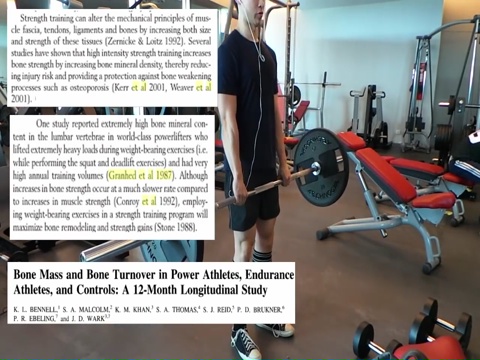 Strength training can alter the mechanical principles of mus-
cle fascia, tendons, ligaments and bones by increasing both size
and strength of these tissues (Zernicke & Loitz 1992). Several
studies have shown that high intensity strength training increases
bone strength by increasing bone mineral density, thereby reduc-
ing injury risk and providing a protection against bone weakening
processes such as osteoporosis (Kerr et al 2001, Weaver et al
2001).
One study reported extremely high bone mineral con-
tent in the lumbar vertebrae in world-class powerlifters who
lifted extremely heavy loads during weight-bearing exercises (i.e.
while performing the squat and deadlift exercises) and had very
high annual training volumes (Granhed et al 1987). Although
increases in bone strength occur at a much slower rate compared
to increases in muscle strength (Conroy et al 1992), employ-
ing weight-bearing exercises in a strength training program will
maximize bone remodeling and strength gains (Stone 1988).
Bone Mass and Bone Turnover in Power Athletes, Endurance
Athletes, and Controls: A 12-Month Longitudinal Study
K. L. BENNELL, S. A. MALCOLM, K. M. KHAN, S. A. THOMAS, S. J. REID, P. D. BRUKNER,
P. R. EBELING, and J. D. WARK